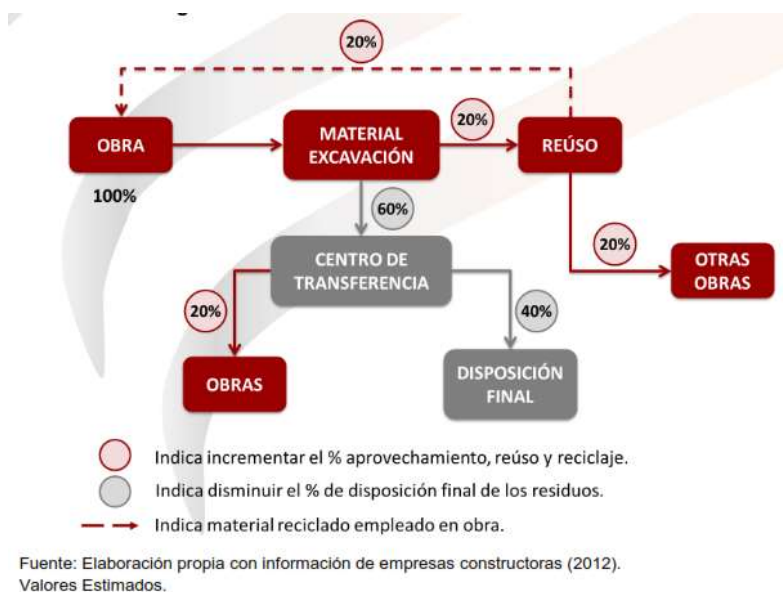 20%
OBRA
MATERIAL
EXCAVACIÓN
20%
REÚSO
100%
60%
CENTRO DE
TRANSFERENCIA
20%
OTRAS
OBRAS
20%
40%
OBRAS
DISPOSICIÓN
FINAL
Indica incrementar el % aprovechamiento, reúso y reciclaje.
Indica disminuir el % de disposición final de los residuos.
Indica material reciclado empleado en obra.
Fuente: Elaboración propia con información de empresas constructoras (2012).
Valores Estimados.